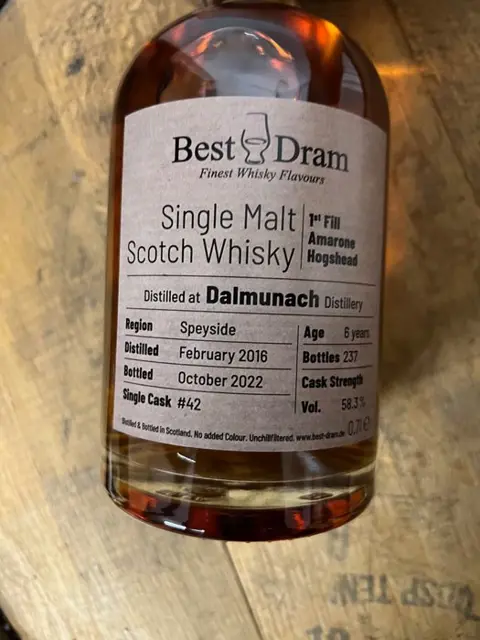 Best Dram
Finest Whisky Flavours
Single Malt
Scotch Whisky
1st Fill
Amarone
Hogshead
Distilled at Dalmunach Distillery
Region Speyside
Distilled February 2016
Bottled October 2022
Single Cask #42
Age 6 years
Bottles 237
Cask Strength
Vol. 58.3%
Distilled & Bottled in Scotland. No added Colour. Unchillfiltered. www.best-dram.de 0,7l℮